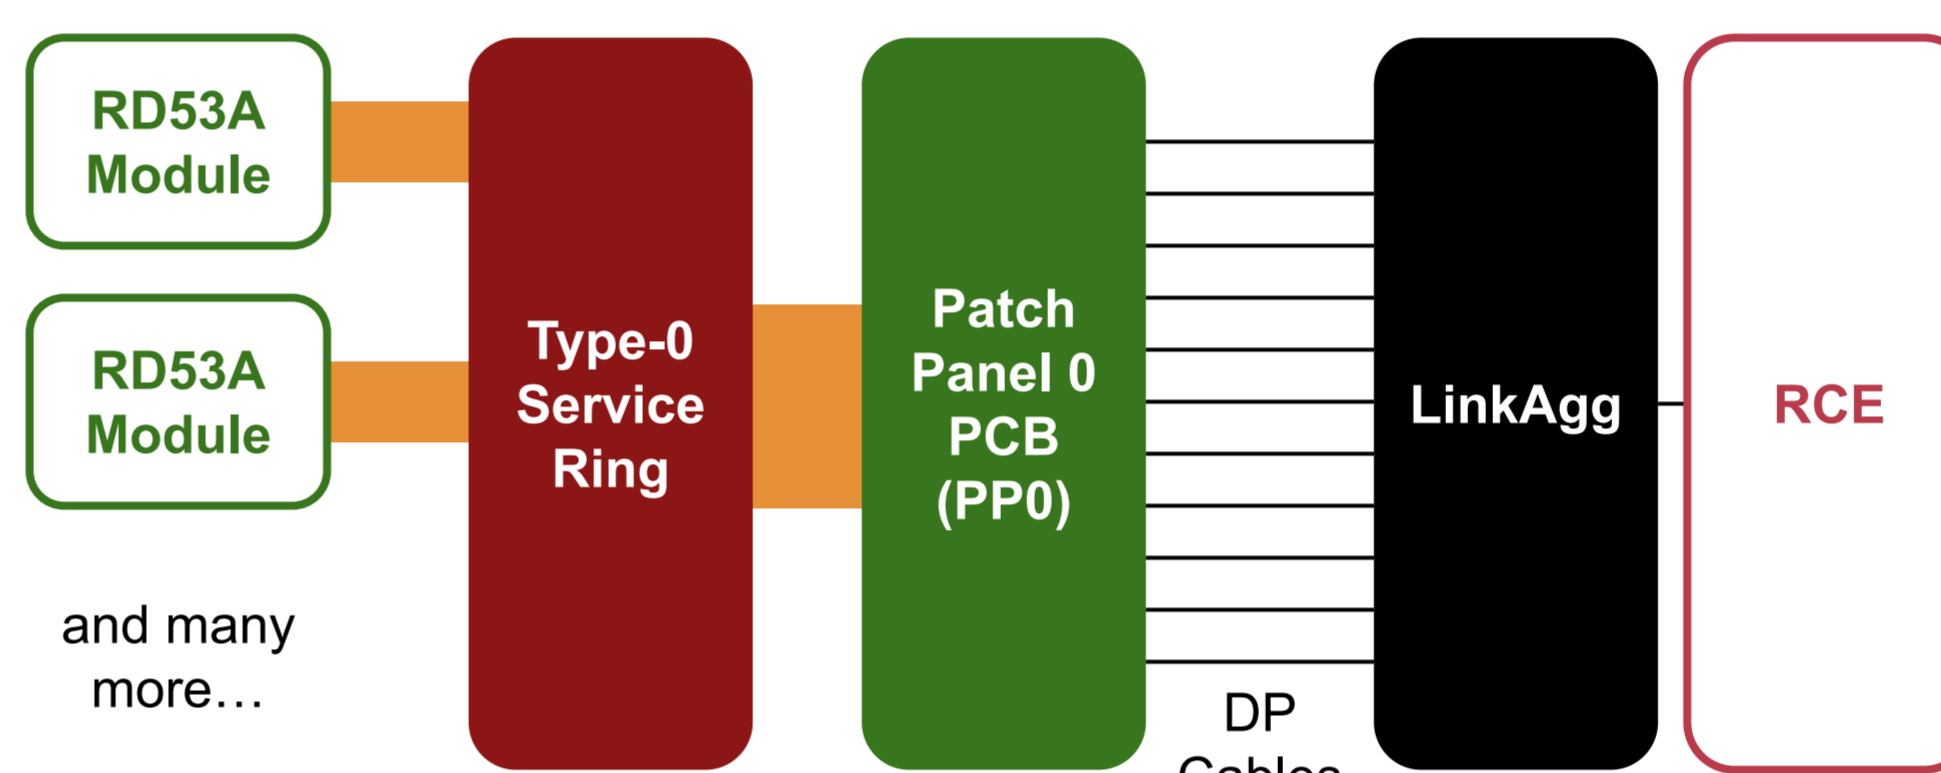 RD53A
Module
RD53A
Module
and many
more…
Type-0
Service
Ring
Patch
Panel 0
PCB
(PP0)
DP
Cables
LinkAgg
RCE